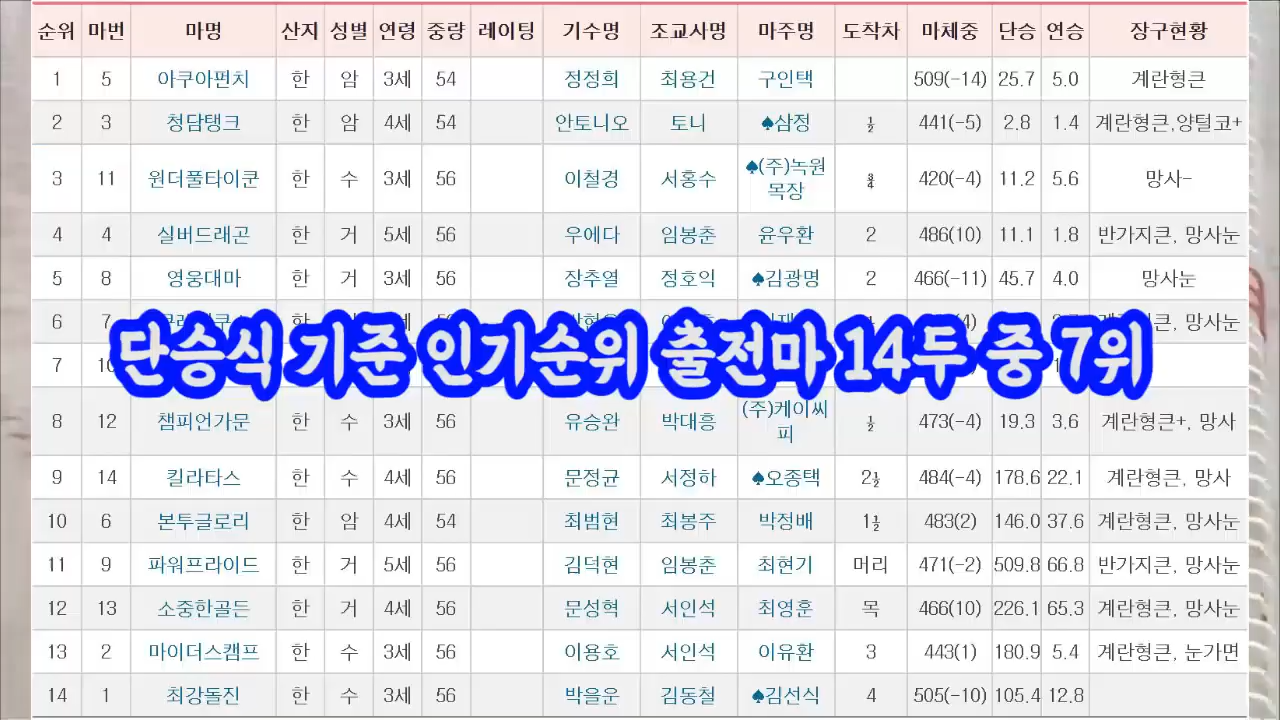 순위 마번 마명 산지 성별 연령 중량 레이팅 기수명 조교사명 마주명 도착차 마체중 단승 연승 장구현황
1 5 아쿠아펀치 한 암 3세 54 정정희 최용건 구인택 509(-14) 25.7 5.0 계란형큰
2 3 청담탱크 한 암 4세 54 안토니오 토니 ♠삼정 ½ 441(-5) 2.8 1.4 계란형큰,양털코+
3 11 원더풀타이쿤 한 수 3세 56 이철경 서홍수 ♠(주)녹원목장 ¾ 420(-4) 11.2 5.6 망사-
4 4 실버드래곤 한 거 5세 56 우에다 임봉춘 윤우환 2 486(10) 11.1 1.8 반가지큰, 망사눈
5 8 영웅대마 한 거 3세 56 장추열 정호익 ♠김광명 2 466(-11) 45.7 4.0 망사눈
6 7 망사눈
단승식 기준 인기순위 출전마 14두 중 7위
7 10
8 12 챔피언가문 한 수 3세 56 유승완 박대흥 (주)케이씨피 ½ 473(-4) 19.3 3.6 계란형큰+, 망사
9 14 킬라타스 한 수 4세 56 문정균 서정하 ♠오종택 2½ 484(-4) 178.6 22.1 계란형큰, 망사
10 6 본투글로리 한 암 4세 54 최범현 최봉주 박정배 1½ 483(2) 146.0 37.6 계란형큰, 망사눈
11 9 파워프라이드 한 거 5세 56 김덕현 임봉춘 최현기 머리 471(-2) 509.8 66.8 반가지큰, 망사눈
12 13 소중한골든 한 거 4세 56 문성혁 서인석 최영훈 목 466(10) 226.1 65.3 계란형큰, 망사눈
13 2 마이더스캠프 한 수 3세 56 이용호 서인석 이유환 3 443(1) 180.9 5.4 계란형큰, 눈가면
14 1 최강돌진 한 수 3세 56 박을운 김동철 ♠김선식 4 505(-10) 105.4 12.8